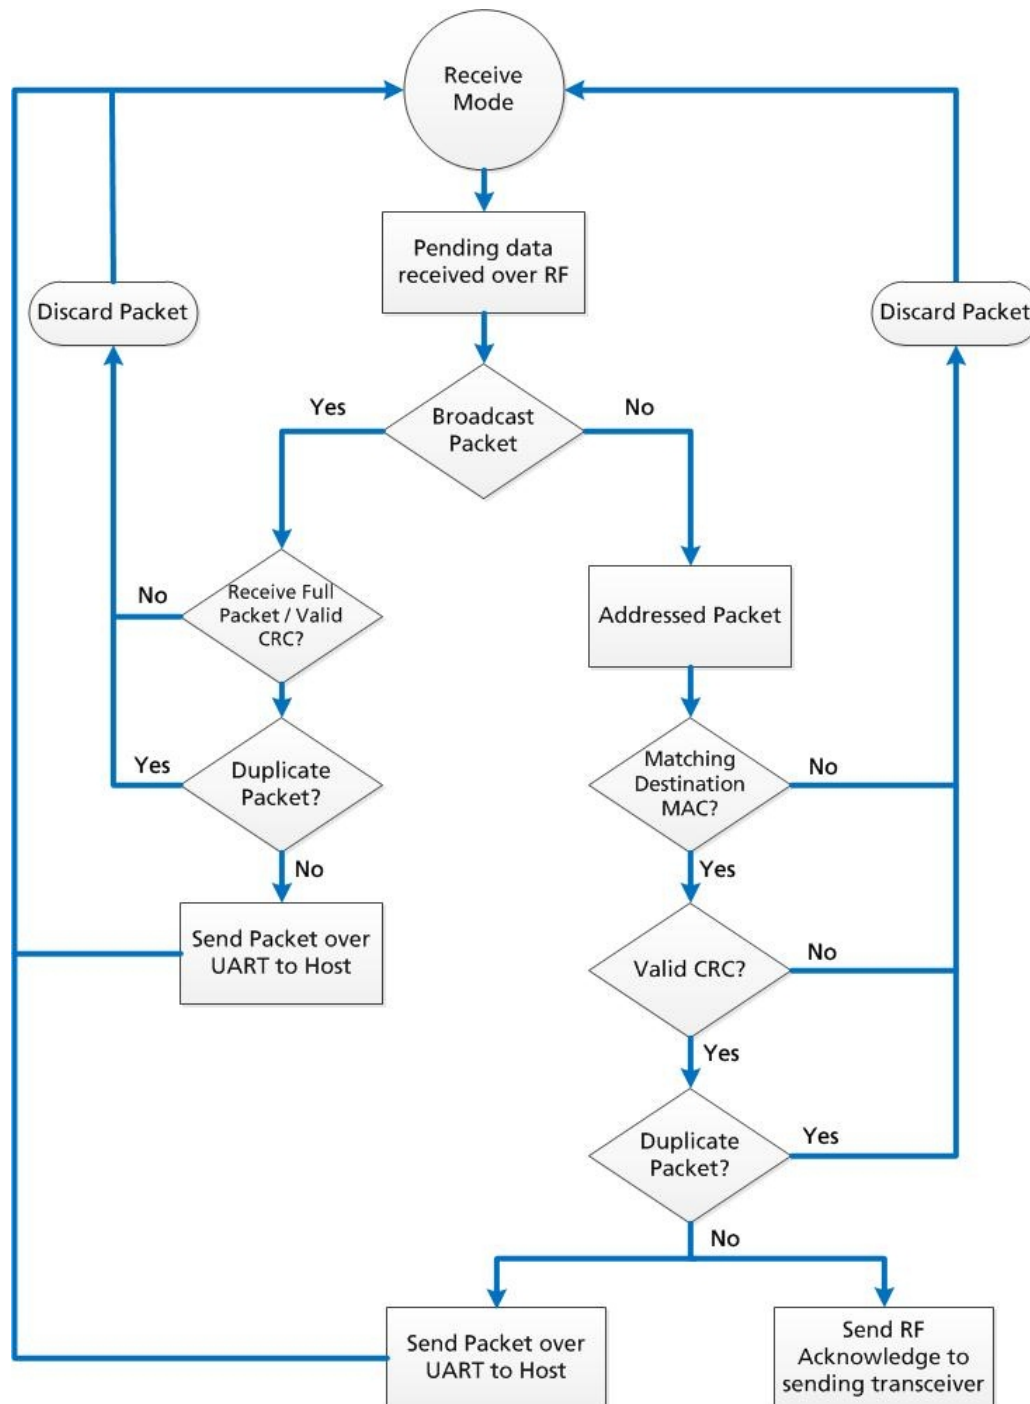 Receive
Mode
Pending data
received over RF
Discard Packet
Discard Packet
Yes
Broadcast
Packet
No
No
Receive Full
Packet / Valid
CRC?
Addressed Packet
Yes
Duplicate
Packet?
Matching
Destination
MAC?
No
No
Yes
Send Packet over
UART to Host
Valid CRC?
No
Yes
Duplicate
Packet?
Yes
No
Send Packet over
UART to Host
Send RF
Acknowledge to
sending transceiver